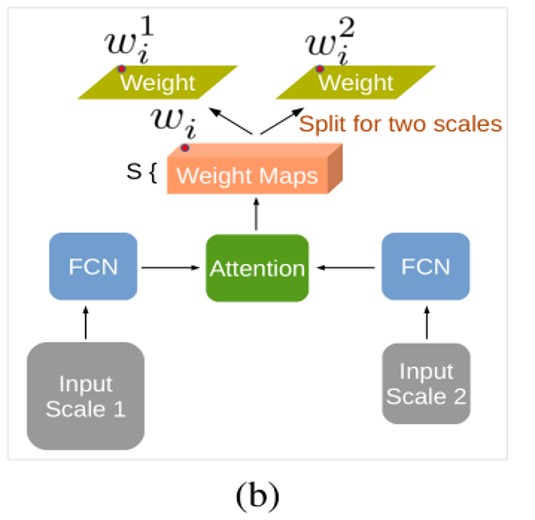 w_i^1
w_i^2
Weight
Weight
w_i
Split for two scales
S {
Weight Maps
FCN
Attention
FCN
Input
Scale 1
Input
Scale 2
(b)